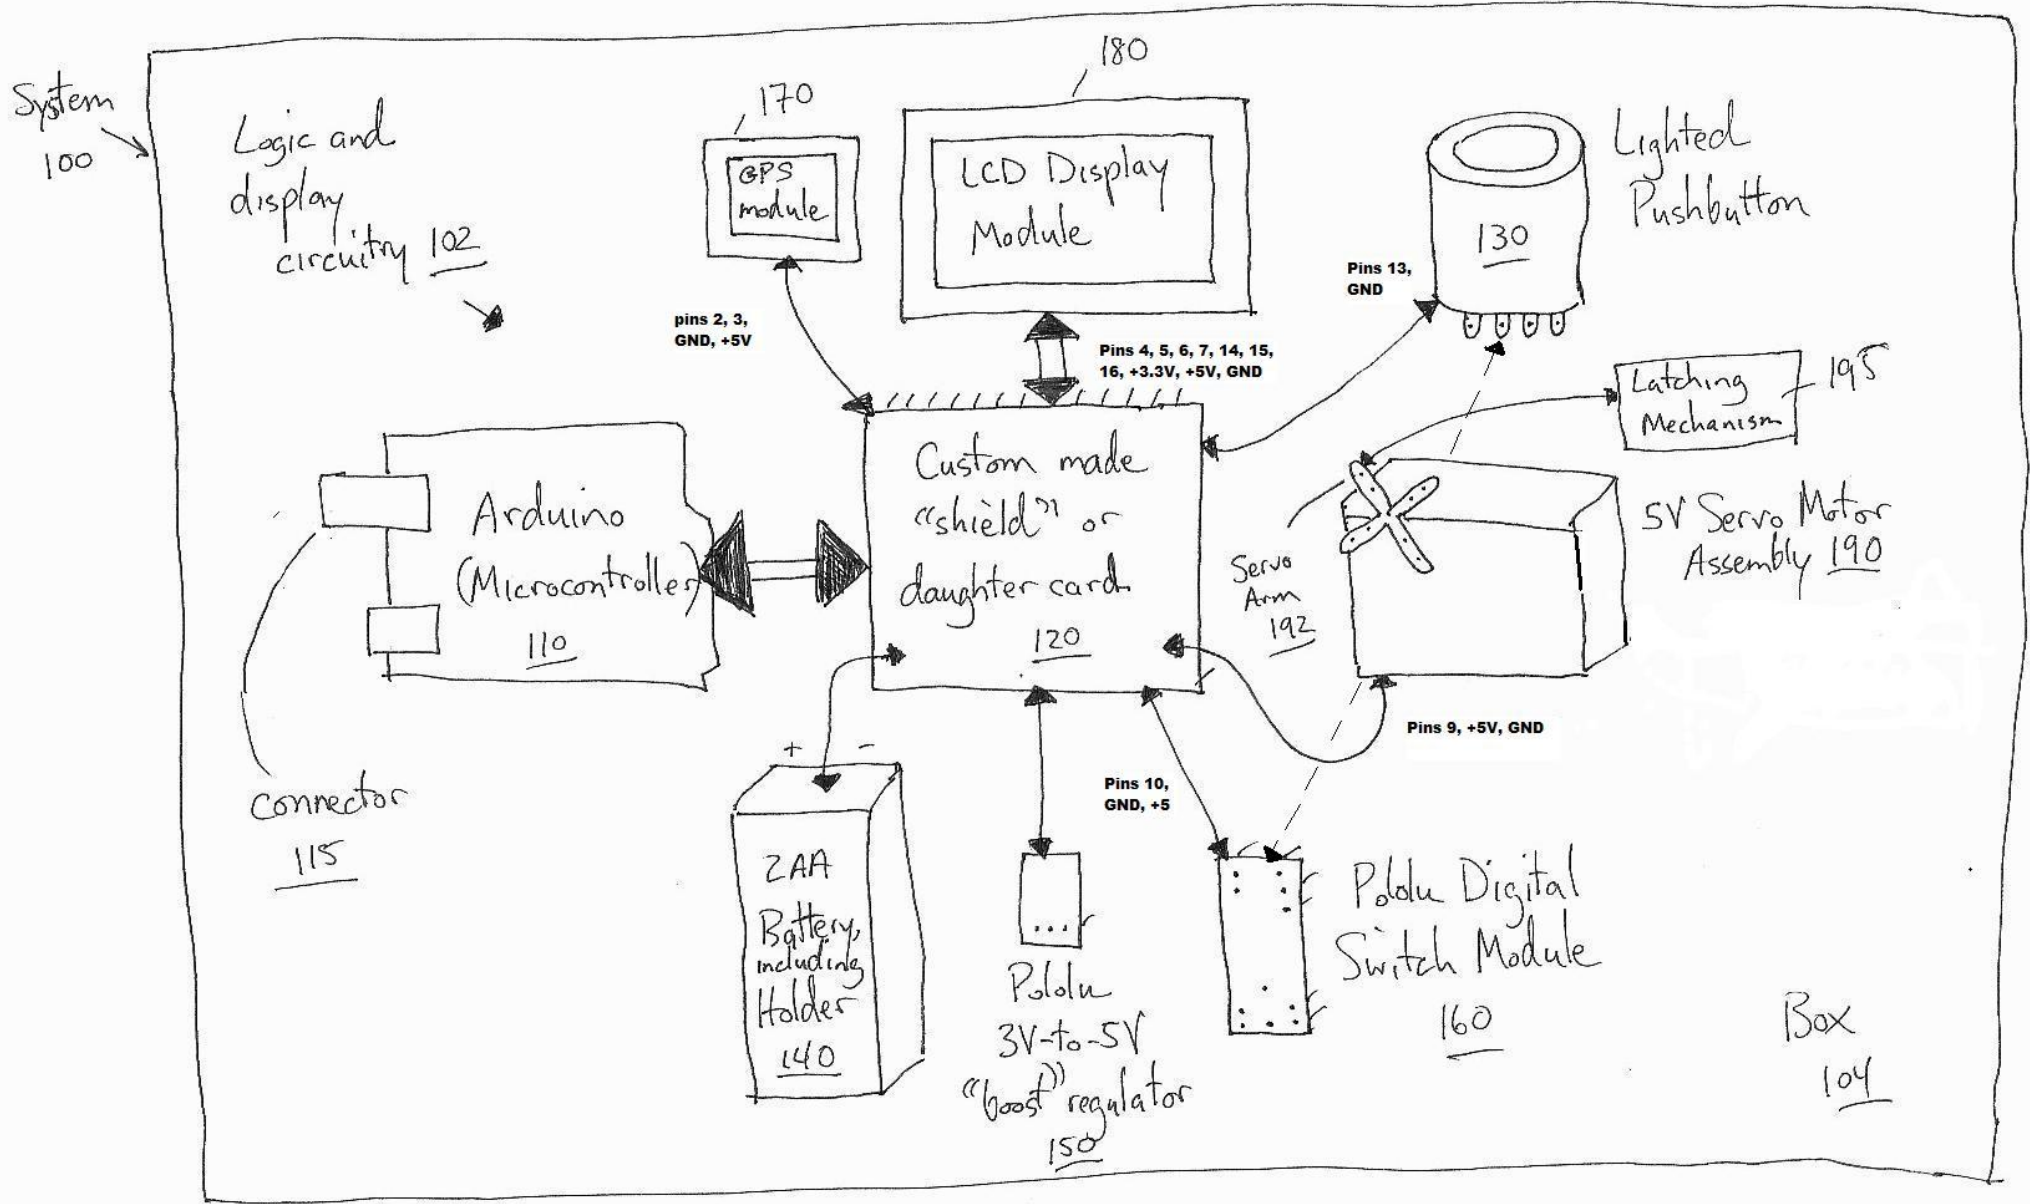 System
100
Logic and
display
circuitry 102
170
GPS
module
180
LCD Display
Module
Lighted
Pushbutton
130
Pins 13,
GND
pins 2, 3,
GND, +5V
Pins 4, 5, 6, 7, 14, 15,
16, +3.3V, +5V, GND
Latching
Mechanism
195
Arduino
(Microcontroller)
110
Custom made
"shield" or
daughter card
120
Servo
Arm
192
5V Servo Motor
Assembly 190
Pins 9, +5V, GND
connector
115
+ -
2AA
Battery,
including
Holder
140
Pins 10,
GND, +5
Pololu
3V-to-5V
"boost" regulator
150
Pololu Digital
Switch Module
160
Box
104